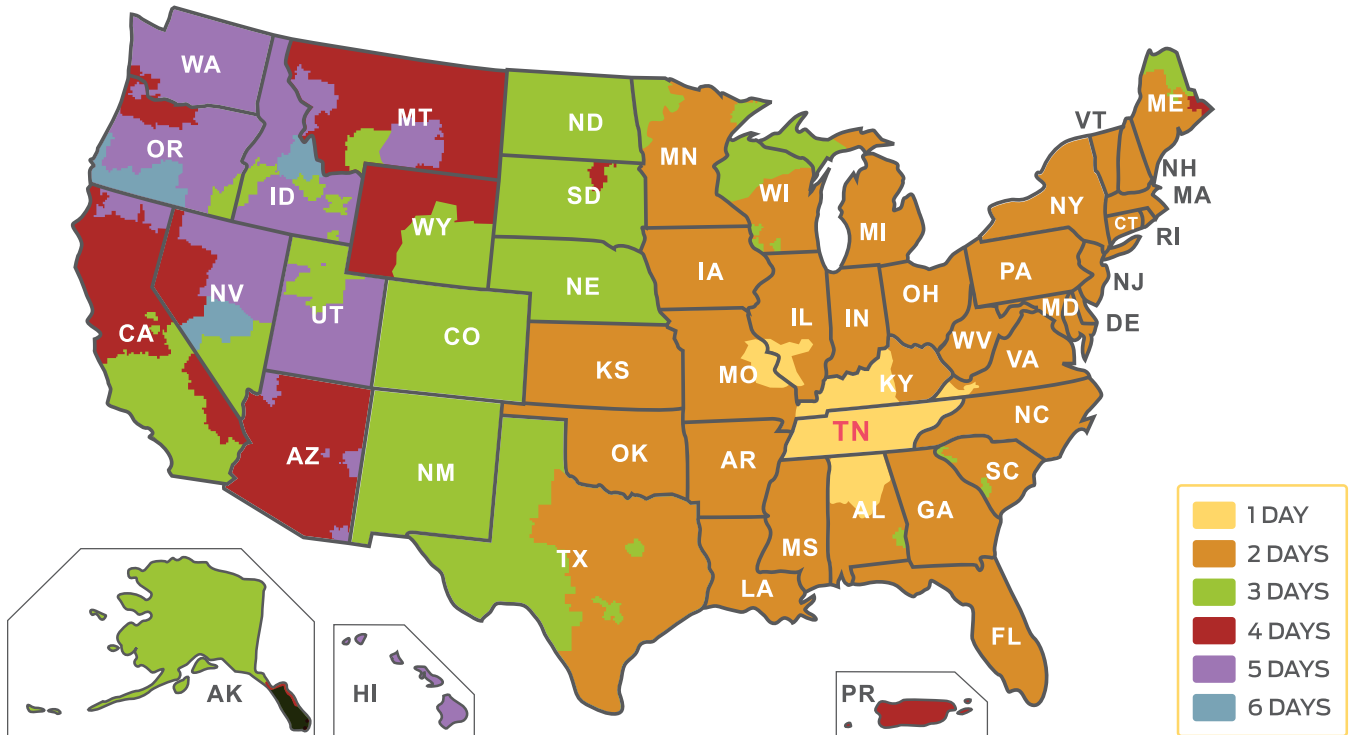 WA
MT
ND
MN
ME
VT
OR
ID
SD
WI
NH
MA
NY
WY
MI
CT
RI
IA
PA
NJ
NV
NE
OH
UT
IL
IN
MD
DE
CA
CO
WV
VA
KS
MO
KY
NC
TN
AZ
NM
OK
AR
SC
AL
GA
MS
TX
LA
FL
AK
HI
PR
1 DAY
2 DAYS
3 DAYS
4 DAYS
5 DAYS
6 DAYS